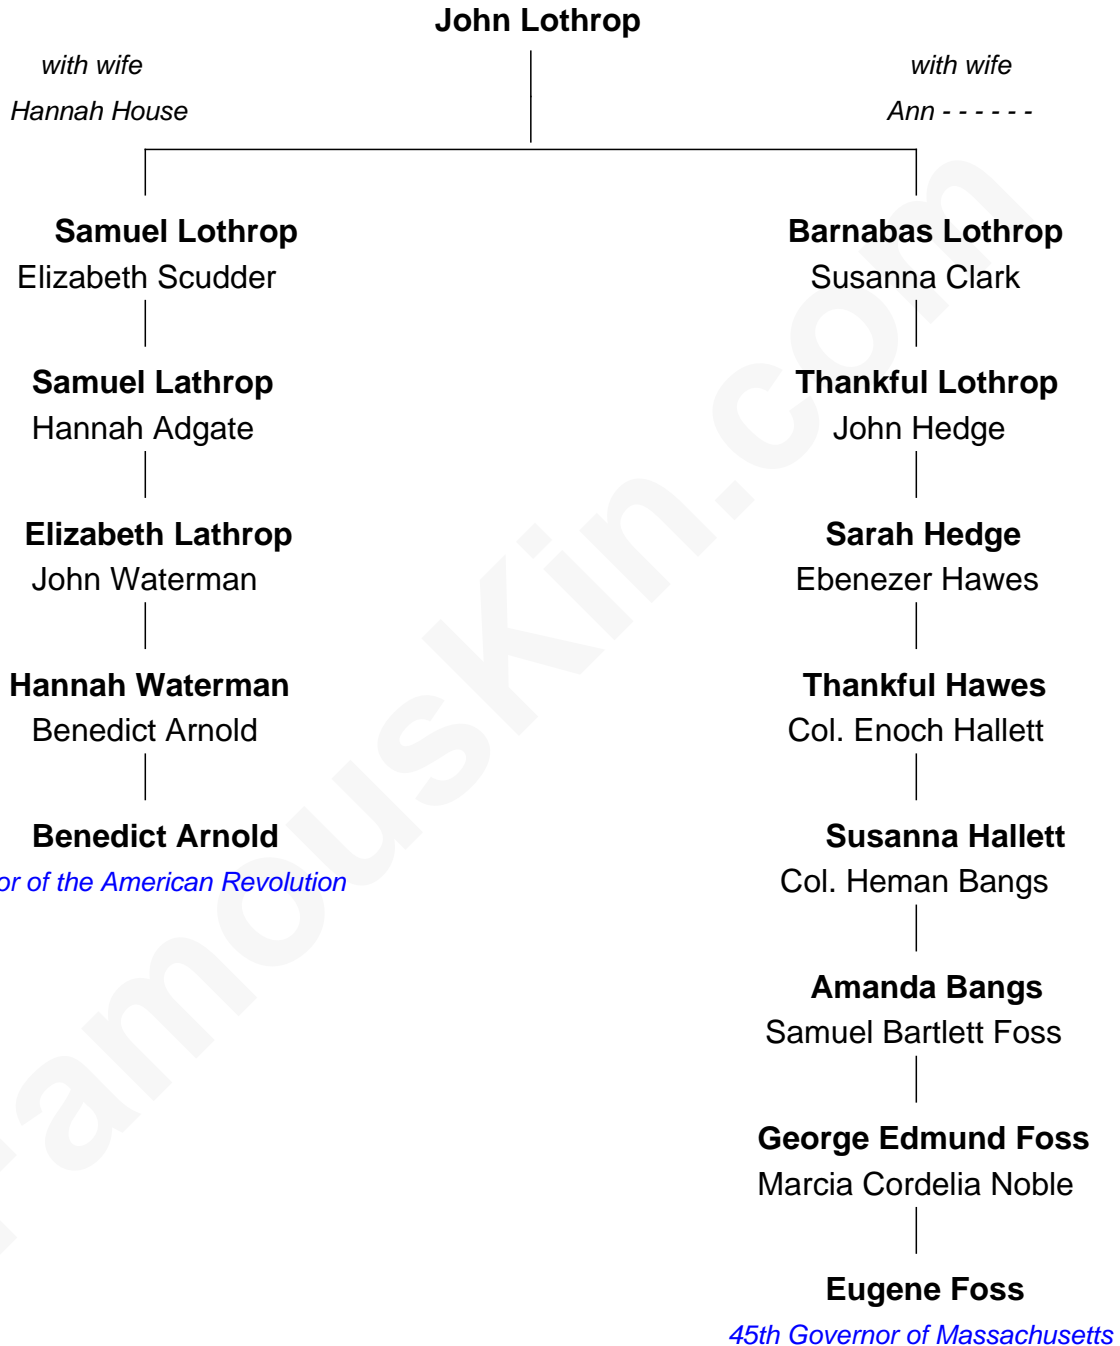 John Lothrop
with wife
Hannah House
with wife
Ann - - - - - -
Samuel Lothrop
Elizabeth Scudder
Samuel Lathrop
Hannah Adgate
Elizabeth Lathrop
John Waterman
Hannah Waterman
Benedict Arnold
Benedict Arnold
or of the American Revolution
Barnabas Lothrop
Susanna Clark
Thankful Lothrop
John Hedge
Sarah Hedge
Ebenezer Hawes
Thankful Hawes
Col. Enoch Hallett
Susanna Hallett
Col. Heman Bangs
Amanda Bangs
Samuel Bartlett Foss
George Edmund Foss
Marcia Cordelia Noble
Eugene Foss
45th Governor of Massachusetts
FamousKin.com